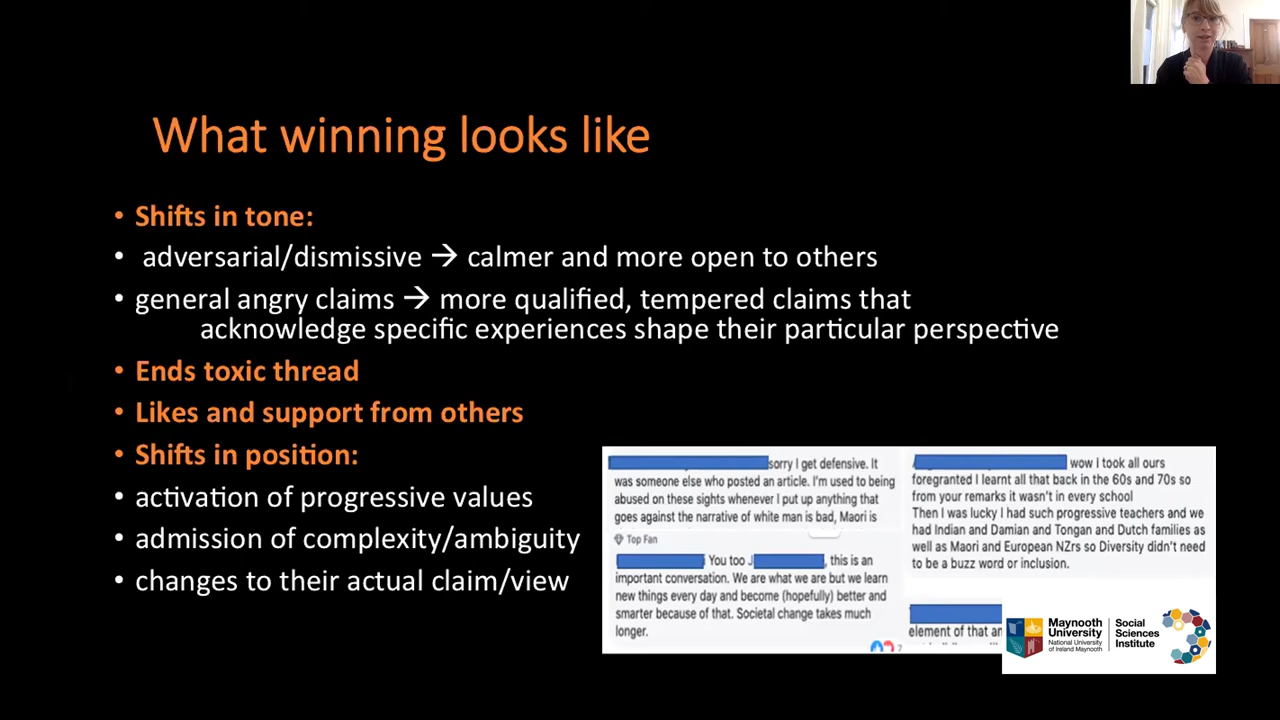 What winning looks like
• Shifts in tone:
• adversarial/dismissive → calmer and more open to others
• general angry claims → more qualified, tempered claims that
acknowledge specific experiences shape their particular perspective
• Ends toxic thread
• Likes and support from others
• Shifts in position:
• activation of progressive values
• admission of complexity/ambiguity
• changes to their actual claim/view
sorry I get defensive. It
was someone else who posted an article. I'm used to being
abused on these sights whenever I put up anything that
goes against the narrative of white man is bad, Maori is
Top Fan
You too J , this is an
important conversation. We are what we are but we learn
new things every day and become (hopefully) better and
smarter because of that. Societal change takes much
longer.
7
wow I took all ours
foregranted I learnt all that back in the 60s and 70s so
from your remarks it wasn't in every school
Then I was lucky I had such progressive teachers and we
had Indian and Damian and Tongan and Dutch families as
well as Maori and European NZrs so Diversity didn't need
to be a buzz word or inclusion.
element of that an
Maynooth
University
National University
of Ireland Maynooth
Social
Sciences
Institute